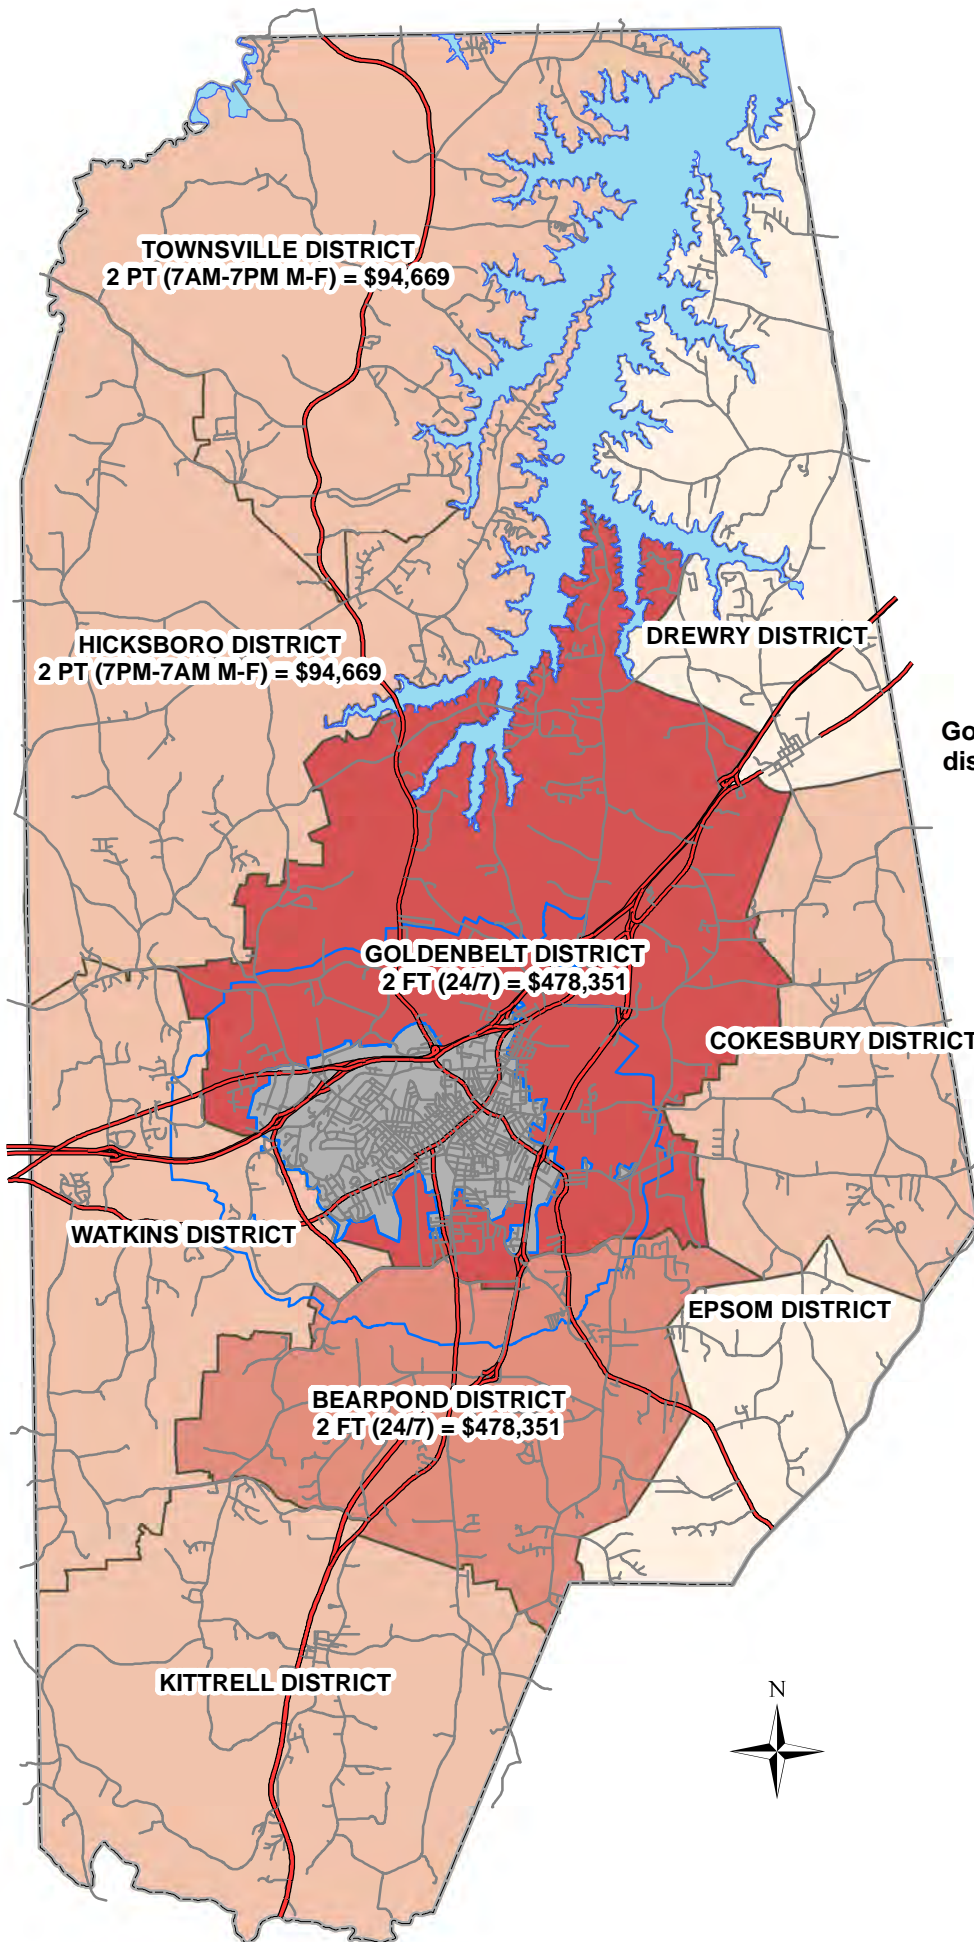 TOWNSVILLE DISTRICT
2 PT (7AM-7PM M-F) = $94,669
HICKSBORO DISTRICT
2 PT (7PM-7AM M-F) = $94,669
DREWRY DISTRICT
Go
dis
GOLDENBELT DISTRICT
2 FT (24/7) = $478,351
COKESBURY DISTRICT
WATKINS DISTRICT
EPSOM DISTRICT
BEARPOND DISTRICT
2 FT (24/7) = $478,351
KITTRELL DISTRICT
N